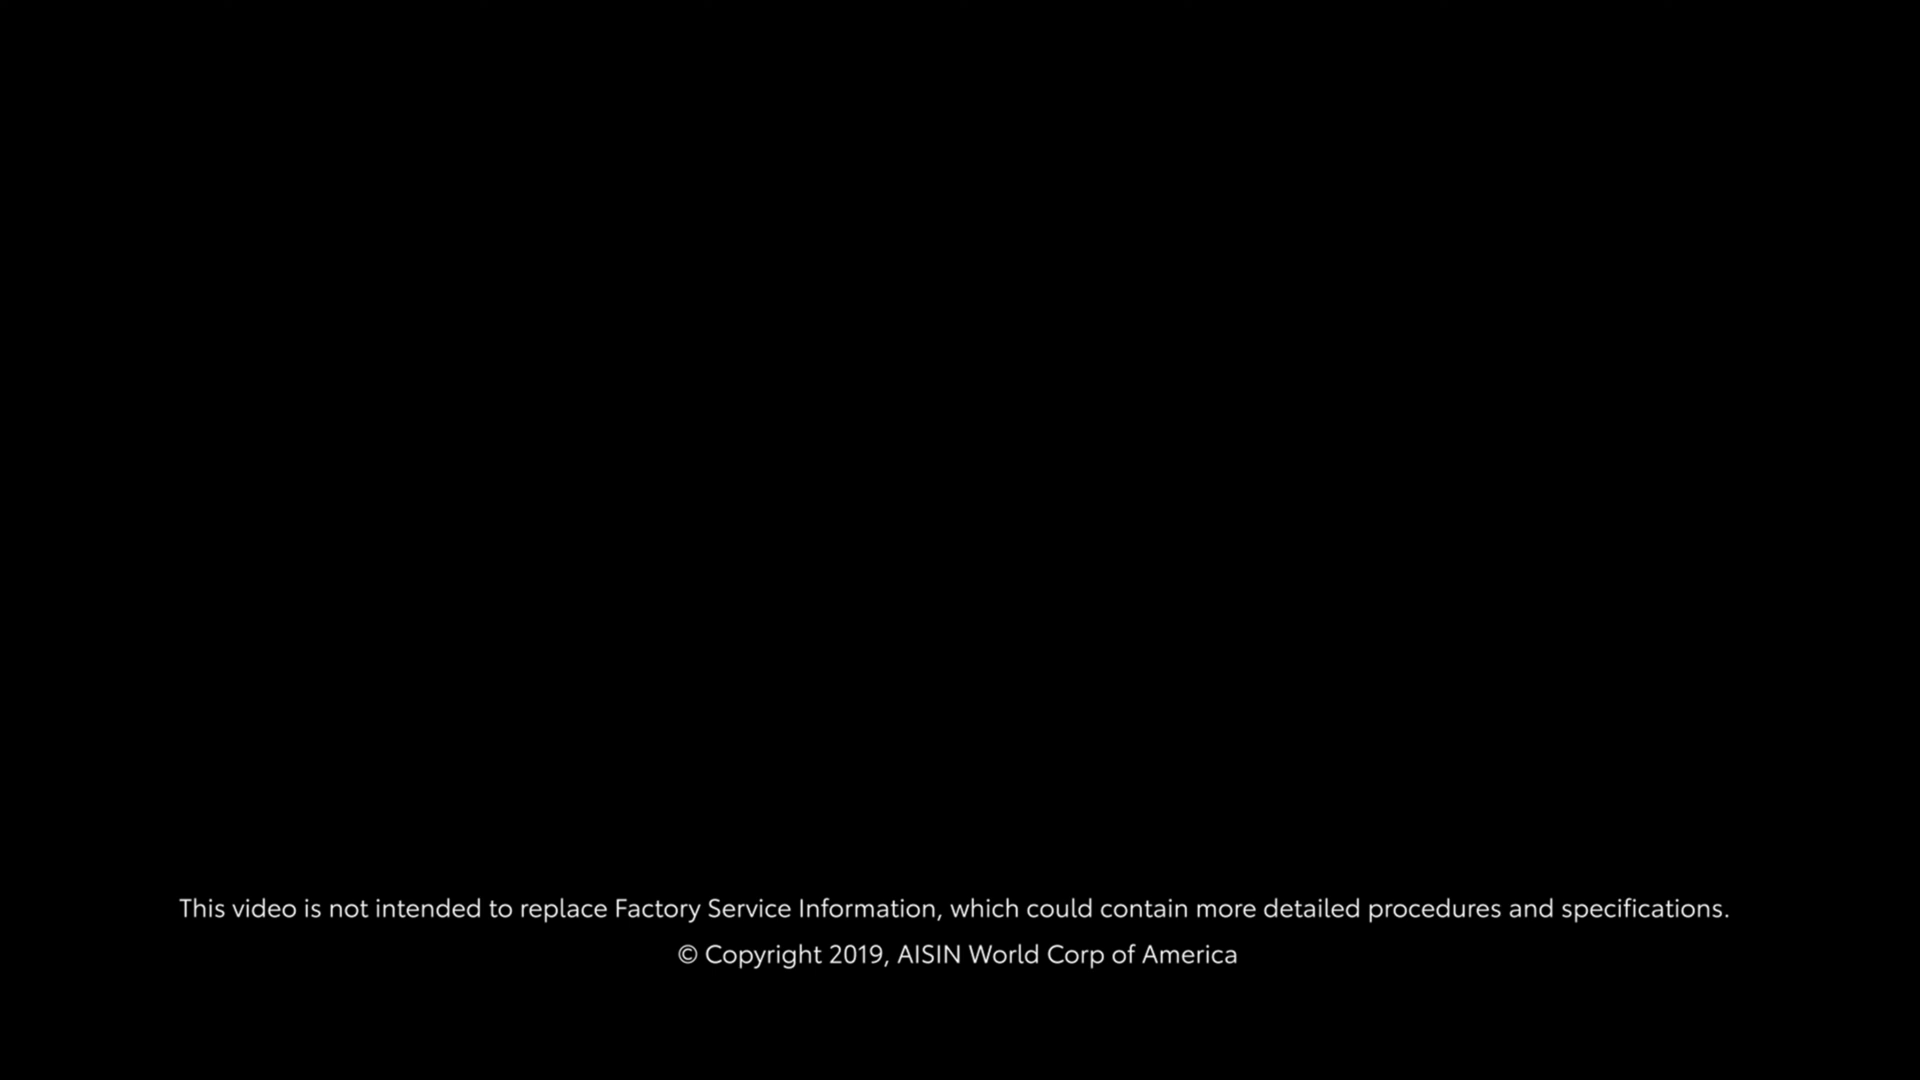 This video is not intended to replace Factory Service Information, which could contain more detailed procedures and specifications.
© Copyright 2019, AISIN World Corp of America